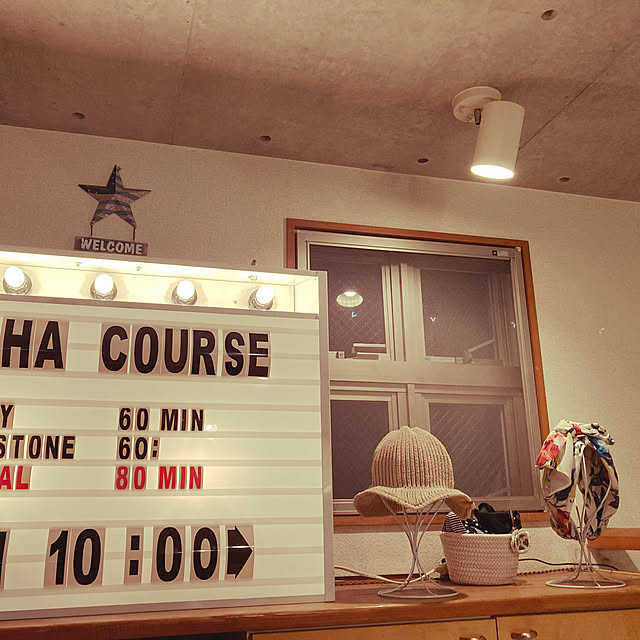 WELCOME
HA COURSE
Y 60 MIN
STONE 60:
AL 80 MIN
10:00